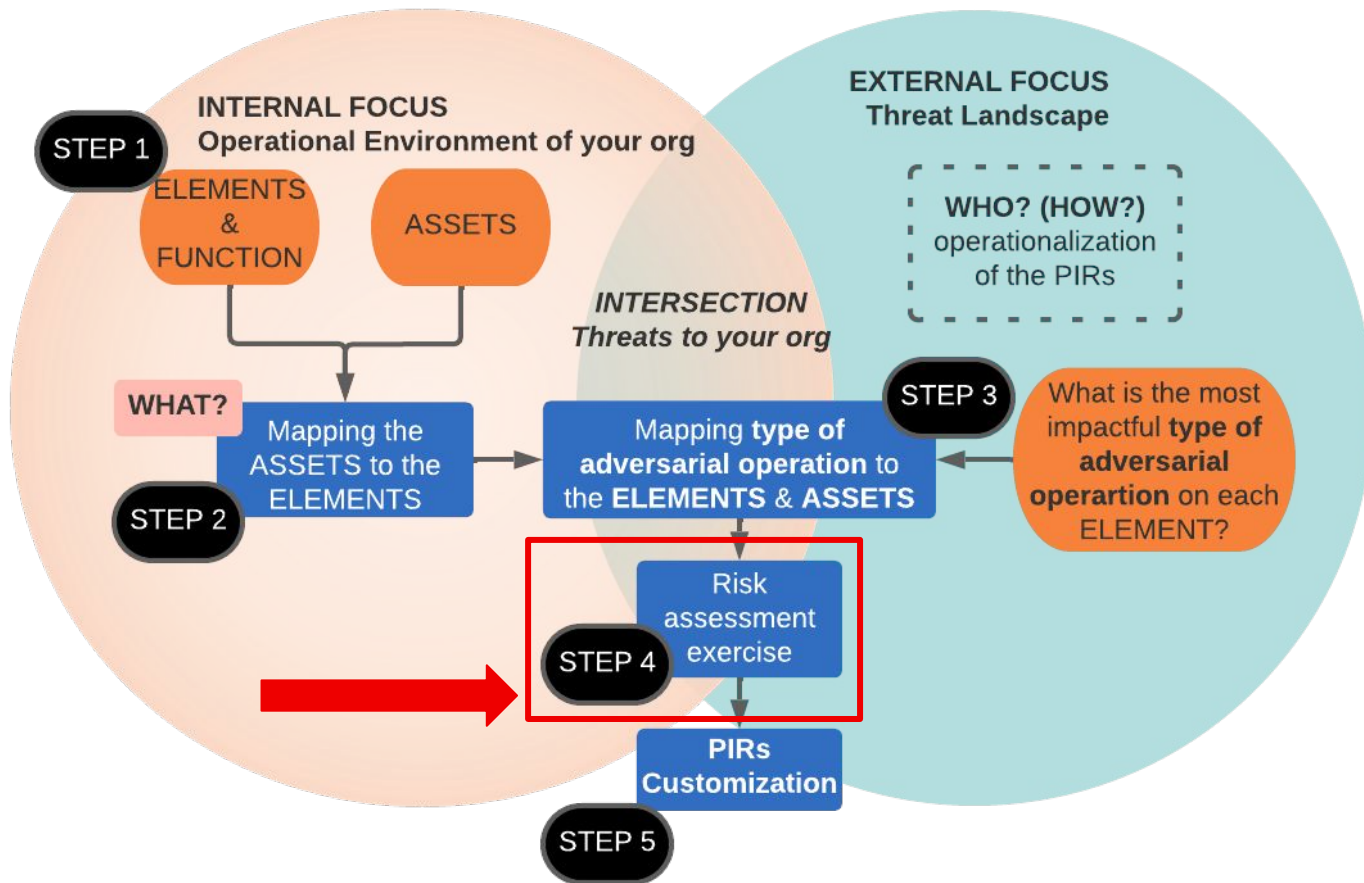 INTERNAL FOCUS
Operational Environment of your org
EXTERNAL FOCUS
Threat Landscape
STEP 1
ELEMENTS
&
FUNCTION
ASSETS
WHO? (HOW?)
operationalization
of the PIRs
INTERSECTION
Threats to your org
WHAT?
Mapping the
ASSETS to the
ELEMENTS
STEP 2
Mapping type of
adversarial operation to
the ELEMENTS & ASSETS
STEP 3
What is the most
impactful type of
adversarial
operartion on each
ELEMENT?
Risk
assessment
exercise
STEP 4
PIRs
Customization
STEP 5